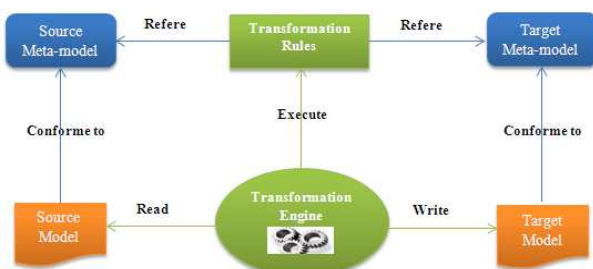 Source
Meta-model
Refere
Transformation
Rules
Refere
Target
Meta-model
Conforme to
Execute
Conforme to
Source
Model
Read
Transformation
Engine
Write
Target
Model